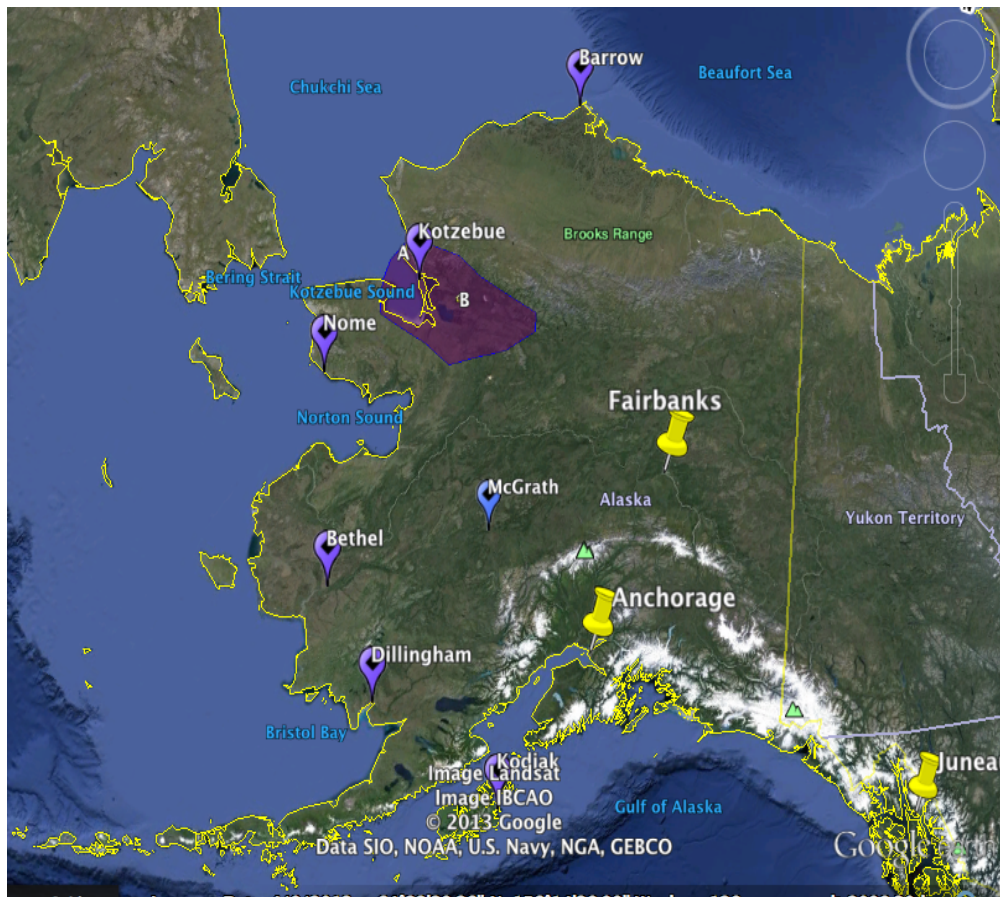 Barrow
Beaufort Sea
Chukchi Sea
Kotzebue
Brooks Range
A
Bering Strait
Kotzebue Sound
B
Nome
Fairbanks
Norton Sound
McGrath
Alaska
Yukon Territory
Bethel
Anchorage
Dillingham
Bristol Bay
Kodiak
Junea
Image Landsat
Image IBCAO
Gulf of Alaska
© 2013 Google
Data SIO, NOAA, U.S. Navy, NGA, GEBCO
Google